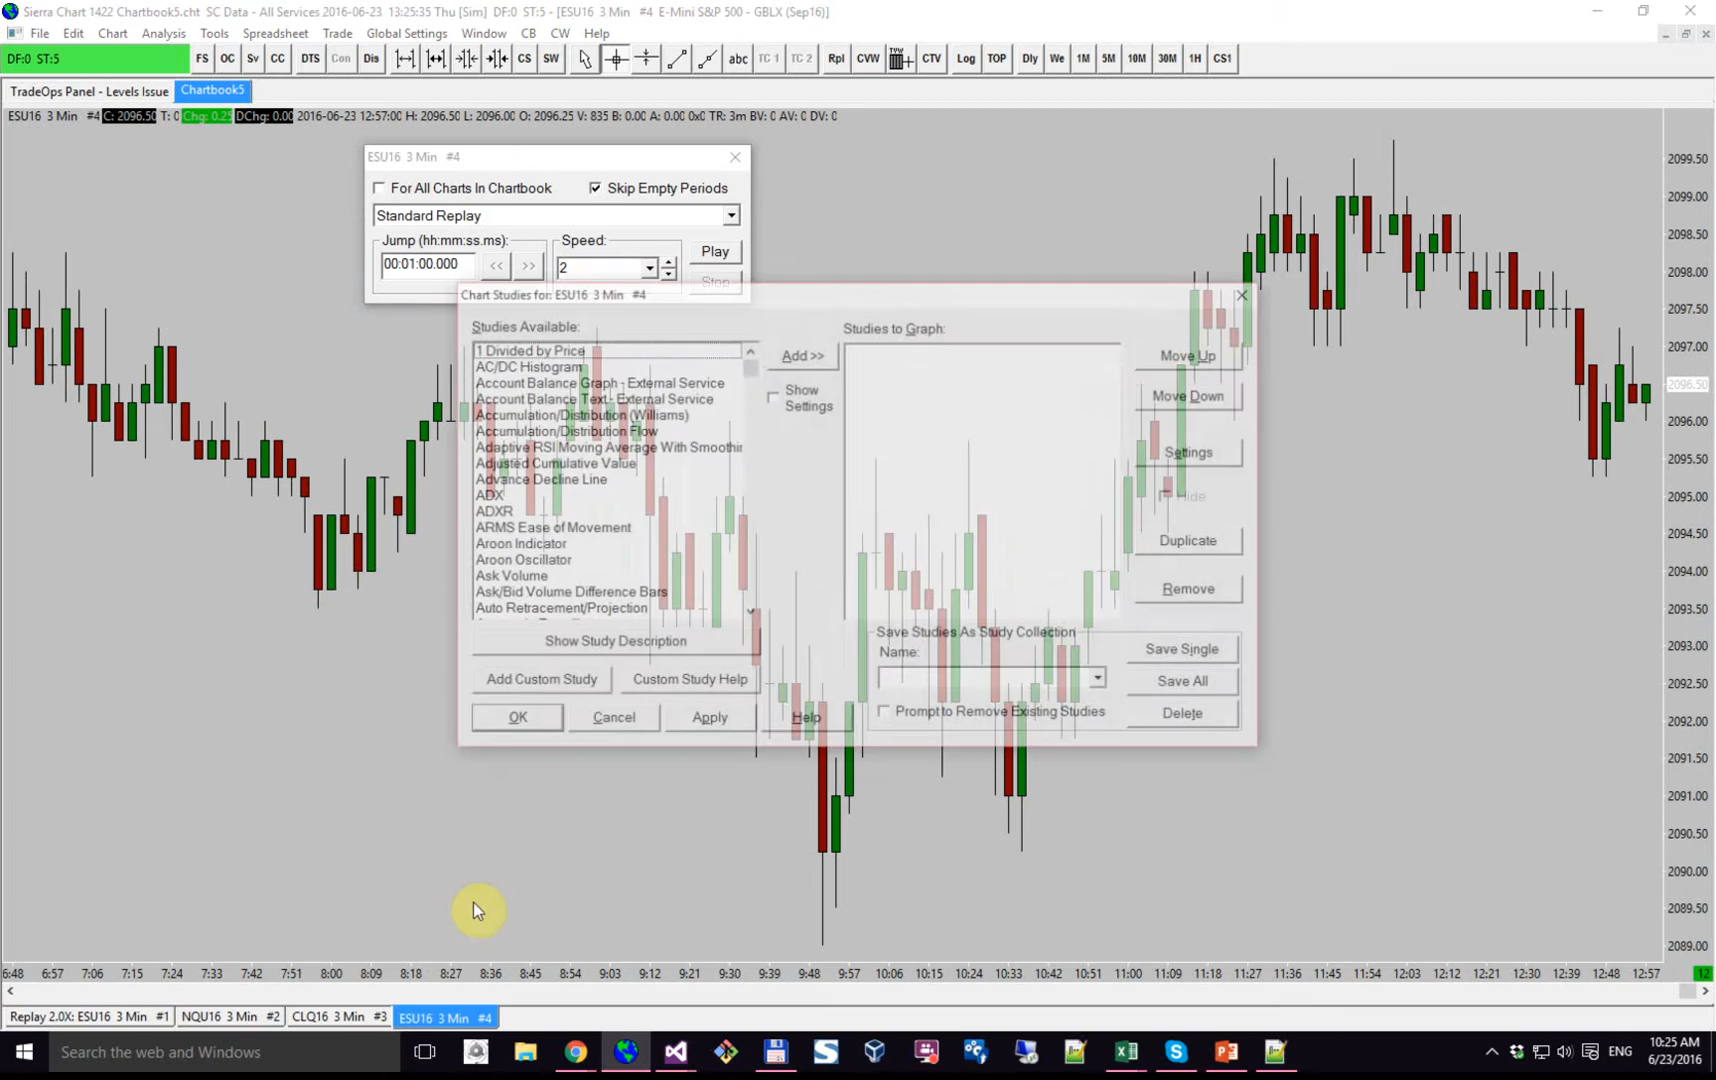 Sierra Chart 1422 Chartbook5.cht  SC Data - All Services 2016-06-23  13:25:35 Thu [Sim]  DF:0  ST:5 - [ESU16  3 Min   #4  E-Mini S&P 500 - GBLX (Sep16)]
File Edit Chart Analysis Tools Spreadsheet Trade Global Settings Window CB CW Help
DF:0  ST:5 FS OC Sv CC DTS Con Dis CS SW abc TC 1 TC 2 Rpl CVW TVW CTV Log TOP Dly We 1M 5M 10M 30M 1H CS1
TradeOps Panel - Levels Issue Chartbook5
ESU16  3 Min   #4 C: 2096.50 T: 0 Chg: 0.25 DChg: 0.00 2016-06-23 12:57:00 H: 2096.50 L: 2096.00 O: 2096.25 V: 835 B: 0.00 A: 0.00 0x0 TR: 3m BV: 0 AV: 0 DV: 0
ESU16  3 Min   #4
For All Charts In Chartbook Skip Empty Periods
Standard Replay
Jump (hh:mm:ss.ms): Speed: Play
00:01:00.000 << >> 2
Stop
Chart Studies for: ESU16  3 Min   #4
Studies Available: Studies to Graph:
1 Divided by Price
AC/DC Histogram
Account Balance Graph - External Service
Account Balance Text - External Service
Accumulation/Distribution (Williams)
Accumulation/Distribution Flow
Adaptive RSI Moving Average With Smoothin
Adjusted Cumulative Value
Advance Decline Line
ADX
ADXR
ARMS Ease of Movement
Aroon Indicator
Aroon Oscillator
Ask Volume
Ask/Bid Volume Difference Bars
Auto Retracement/Projection
Add >>
Show
Settings
Move Up
Move Down
Settings
Hide
Duplicate
Remove
Show Study Description
Add Custom Study Custom Study Help
OK Cancel Apply Help
Save Studies As Study Collection
Name:
Prompt to Remove Existing Studies
Save Single
Save All
Delete
2099.50
2099.00
2098.50
2098.00
2097.50
2097.00
2096.50
2096.00
2095.50
2095.00
2094.50
2094.00
2093.50
2093.00
2092.50
2092.00
2091.50
2091.00
2090.50
2090.00
2089.50
2089.00
6:48 6:57 7:06 7:15 7:24 7:33 7:42 7:51 8:00 8:09 8:18 8:27 8:36 8:45 8:54 9:03 9:12 9:21 9:30 9:39 9:48 9:57 10:06 10:15 10:24 10:33 10:42 10:51 11:00 11:09 11:18 11:27 11:36 11:45 11:54 12:03 12:12 12:21 12:30 12:39 12:48 12:57 12
Replay 2.0X: ESU16  3 Min   #1 NQU16  3 Min   #2 CLQ16  3 Min   #3 ESU16  3 Min   #4
Search the web and Windows ENG 10:25 AM
6/23/2016